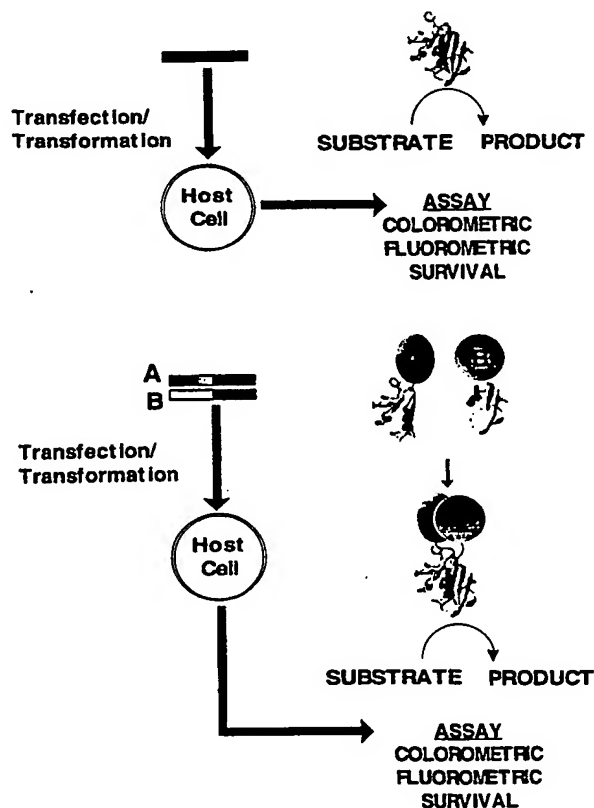 Transfection/
Transformation
Host
Cell
SUBSTRATE PRODUCT
ASSAY
COLOROMETRIC
FLUOROMETRIC
SURVIVAL
A
B
Transfection/
Transformation
Host
Cell
B
SUBSTRATE PRODUCT
ASSAY
COLOROMETRIC
FLUOROMETRIC
SURVIVAL